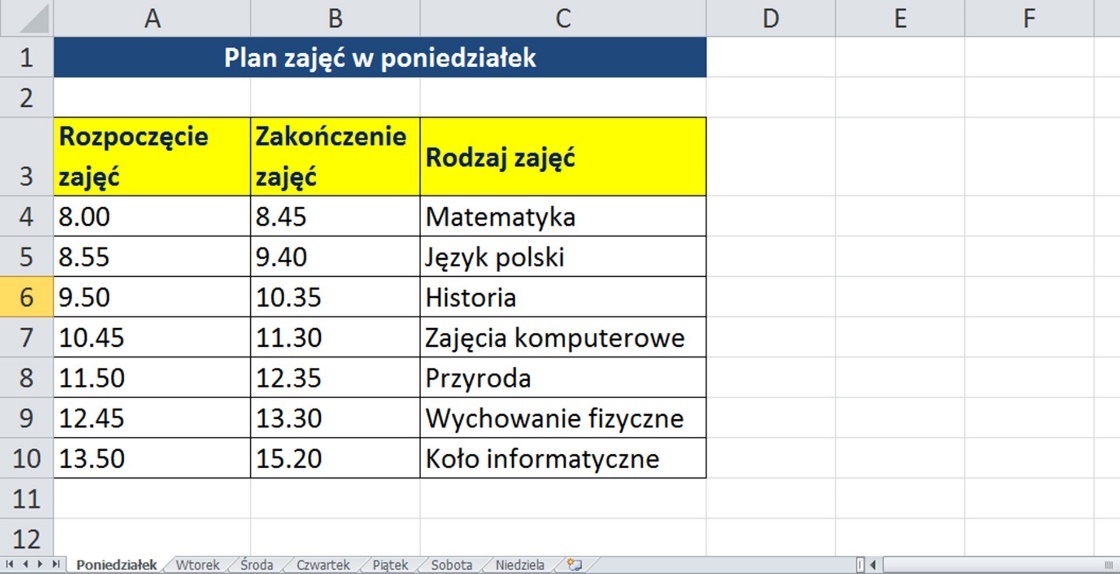 A B C D E F
1 Plan zajęć w poniedziałek
2
3 Rozpoczęcie zajęć Zakończenie zajęć Rodzaj zajęć
4 8.00 8.45 Matematyka
5 8.55 9.40 Język polski
6 9.50 10.35 Historia
7 10.45 11.30 Zajęcia komputerowe
8 11.50 12.35 Przyroda
9 12.45 13.30 Wychowanie fizyczne
10 13.50 15.20 Koło informatyczne
11
12
Poniedziałek Wtorek Środa Czwartek Piątek Sobota Niedziela